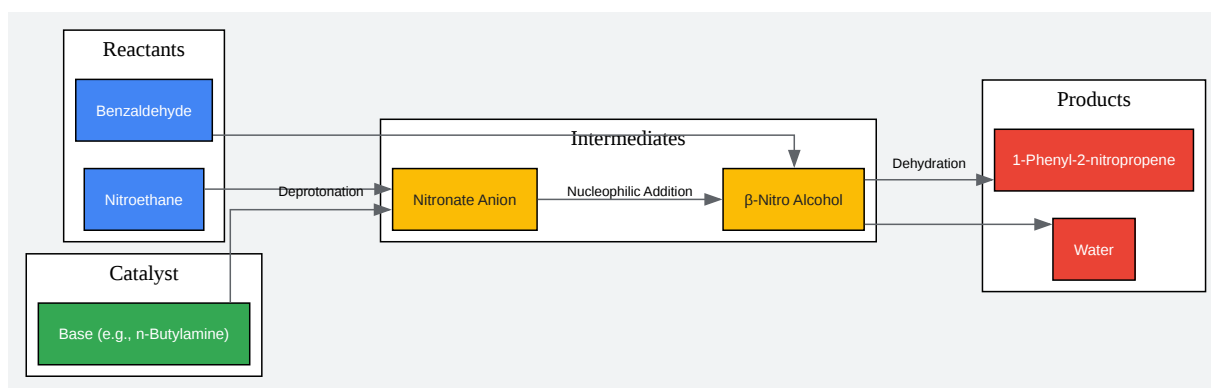 Reactants
Benzaldehyde
Nitroethane
Catalyst
Base (e.g., n-Butylamine)
Deprotonation
Intermediates
Nitronate Anion
Nucleophilic Addition
β-Nitro Alcohol
Dehydration
Products
1-Phenyl-2-nitropropene
Water